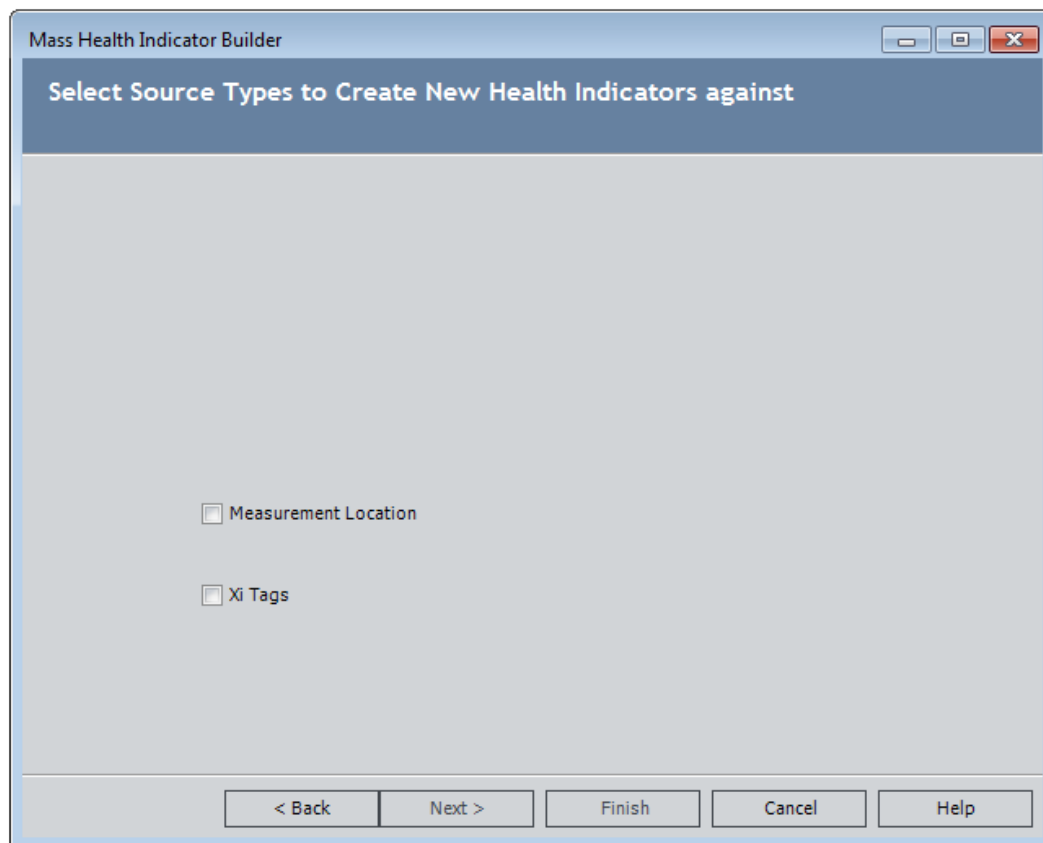 Mass Health Indicator Builder
Select Source Types to Create New Health Indicators against
Measurement Location
Xi Tags
< Back
Next >
Finish
Cancel
Help